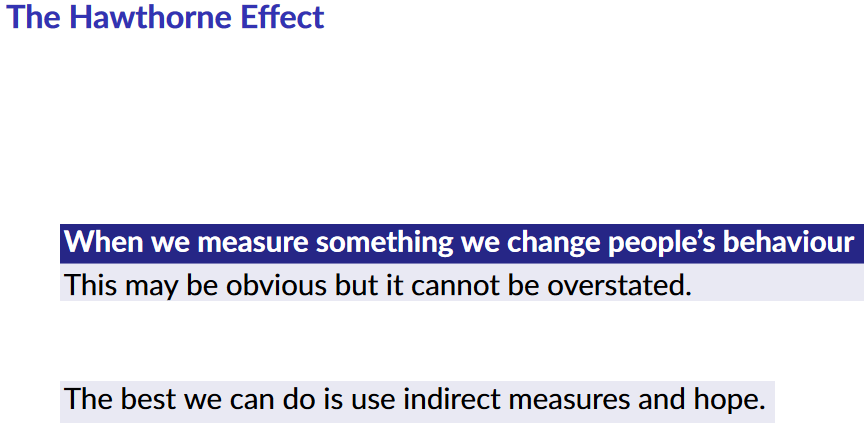 The Hawthorne Effect
When we measure something we change people’s behaviour
This may be obvious but it cannot be overstated.
The best we can do is use indirect measures and hope.